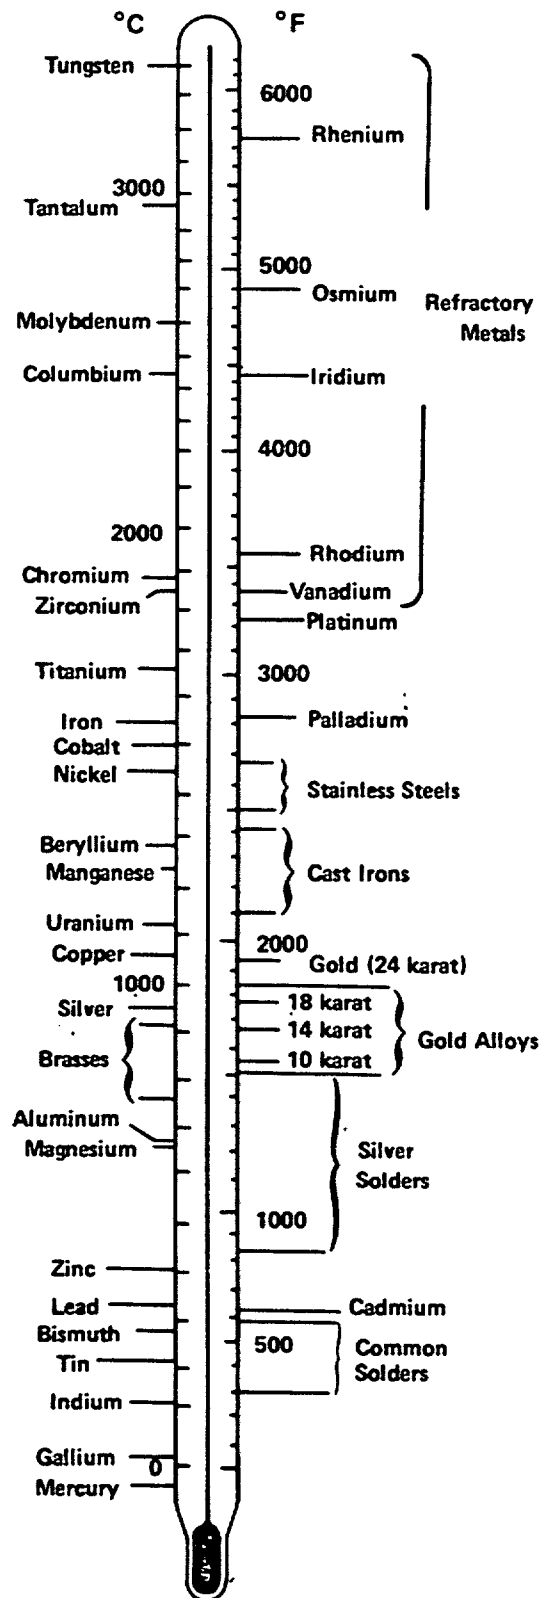 °C
°F
Tungsten
6000
Rhenium
3000
Tantalum
5000
Osmium
Refractory
Metals
Molybdenum
Columbium
Iridium
4000
2000
Rhodium
Chromium
Vanadium
Zirconium
Platinum
Titanium
3000
Iron
Palladium
Cobalt
Nickel
Stainless Steels
Beryllium
Manganese
Cast Irons
Uranium
2000
Copper
Gold (24 karat)
1000
Silver
18 karat
14 karat
Gold Alloys
Brasses
10 karat
Aluminum
Magnesium
Silver
Solders
1000
Zinc
Lead
Cadmium
Bismuth
500
Common
Solders
Tin
Indium
Gallium
0
Mercury